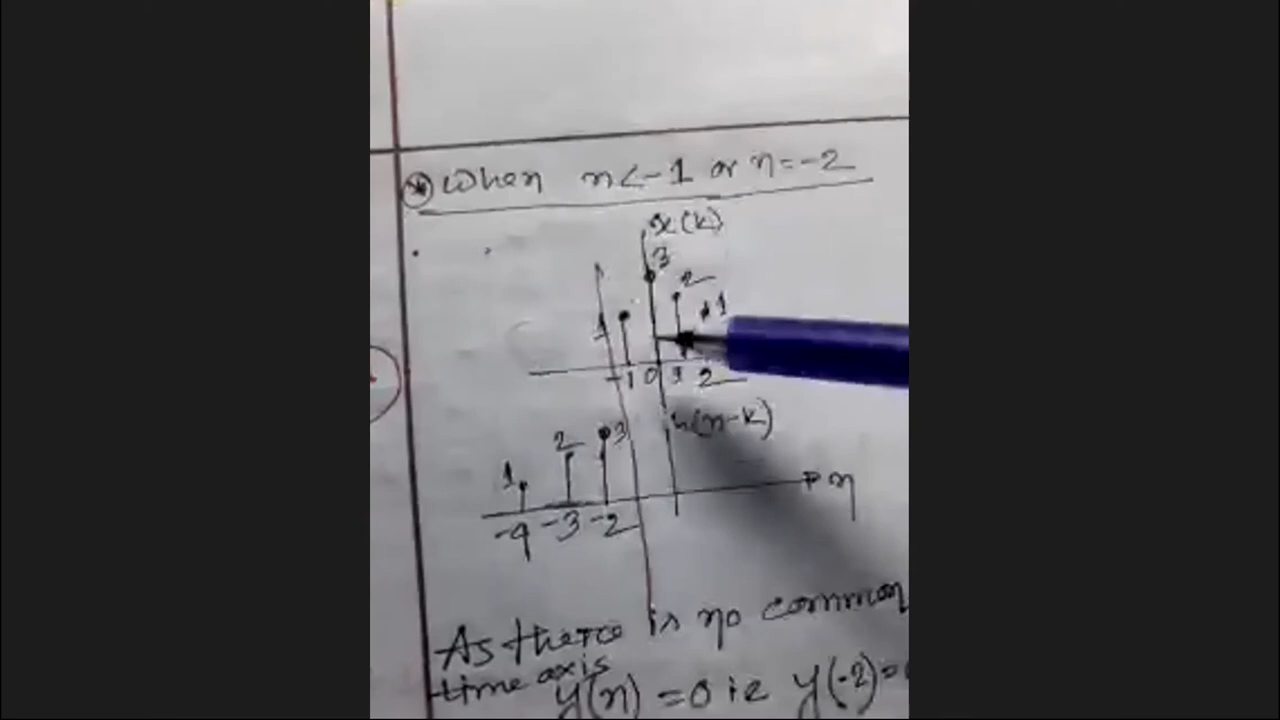 When n<-1 or n=-2
x(k)
3
2
1 1
-1 0 1 2
h(n-k)
2 3
1
n
-4 -3 -2
As there is no common
time axis
y(n) = 0 ie y(-2)=